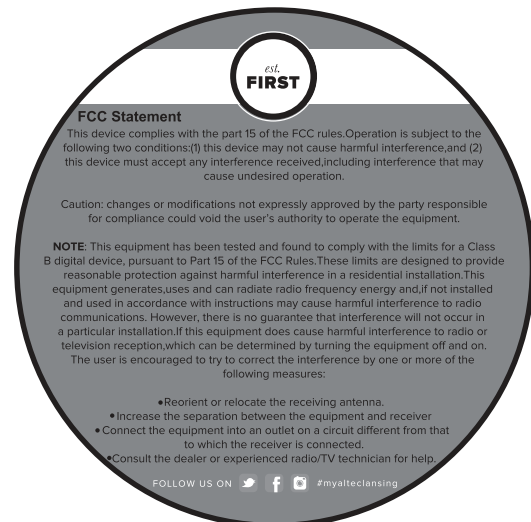 est.
FIRST
FCC Statement
This device complies with the part 15 of the FCC rules.Operation is subject to the
following two conditions:(1) this device may not cause harmful interference,and (2)
this device must accept any interference received,including interference that may
cause undesired operation.
Caution: changes or modifications not expressly approved by the party responsible
for compliance could void the user's authority to operate the equipment.
NOTE: This equipment has been tested and found to comply with the limits for a Class
B digital device, pursuant to Part 15 of the FCC Rules.These limits are designed to provide
reasonable protection against harmful interference in a residential installation.This
equipment generates,uses and can radiate radio frequency energy and,if not installed
and used in accordance with instructions may cause harmful interference to radio
communications. However, there is no guarantee that interference will not occur in
a particular installation.If this equipment does cause harmful interference to radio or
television reception,which can be determined by turning the equipment off and on.
The user is encouraged to try to correct the interference by one or more of the
following measures:
•Reorient or relocate the receiving antenna.
•Increase the separation between the equipment and receiver
•Connect the equipment into an outlet on a circuit different from that
to which the receiver is connected.
•Consult the dealer or experienced radio/TV technician for help.
FOLLOW US ON #myalteclansing